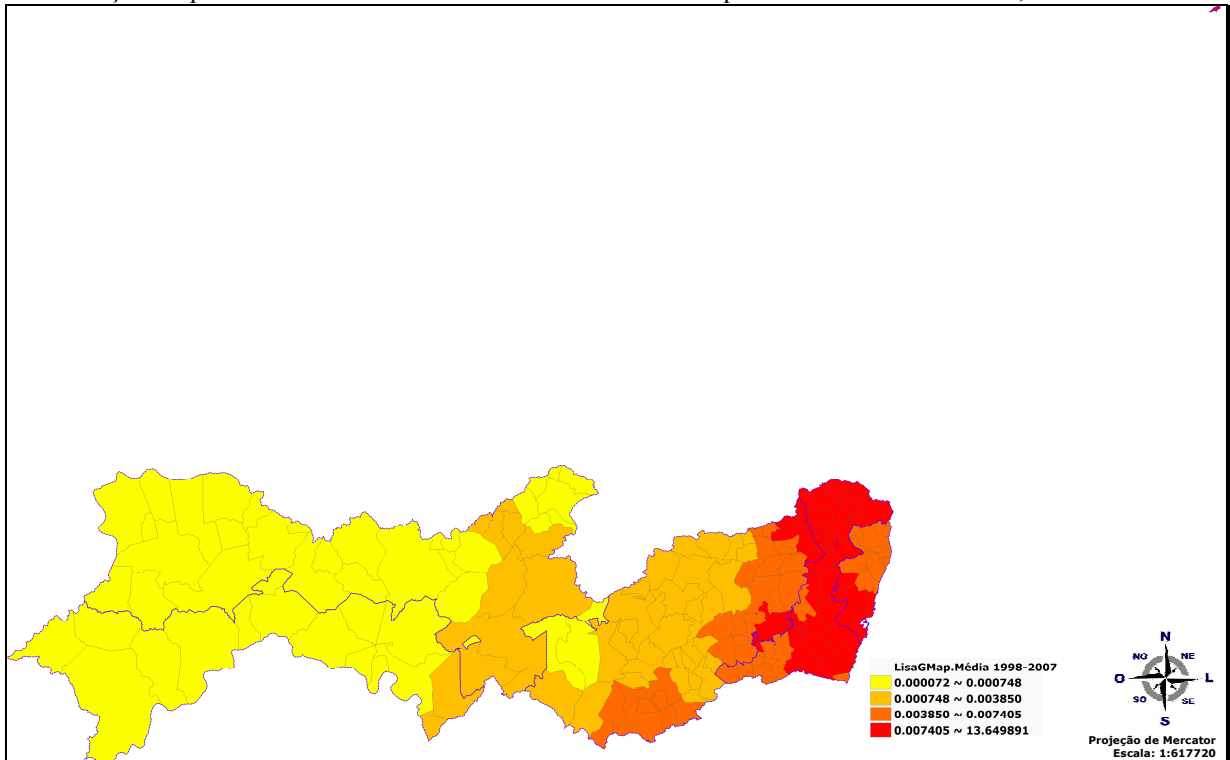 LisaGMap.Média 1998-2007
0.000072 ~ 0.000748
0.000748 ~ 0.003850
0.003850 ~ 0.007405
0.007405 ~ 13.649891
N
NO NE
O L
SO SE
S
Projeção de Mercator
Escala: 1:617720